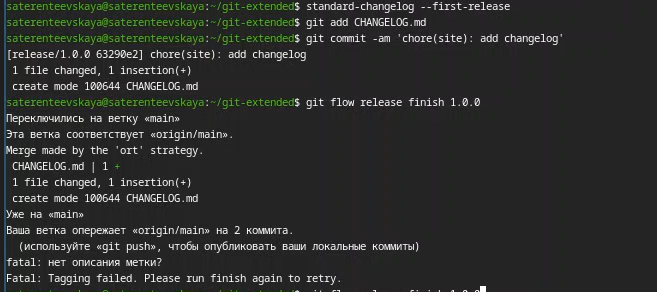 saterenteevskaya@saterenteevskaya:~/git-extended$ standard-changelog --first-release
saterenteevskaya@saterenteevskaya:~/git-extended$ git add CHANGELOG.md
saterenteevskaya@saterenteevskaya:~/git-extended$ git commit -am 'chore(site): add changelog'
[release/1.0.0 63290e2] chore(site): add changelog
 1 file changed, 1 insertion(+)
 create mode 100644 CHANGELOG.md
saterenteevskaya@saterenteevskaya:~/git-extended$ git flow release finish 1.0.0
Переключились на ветку «main»
Эта ветка соответствует «origin/main».
Merge made by the 'ort' strategy.
 CHANGELOG.md | 1 +
 1 file changed, 1 insertion(+)
 create mode 100644 CHANGELOG.md
Уже на «main»
Ваша ветка опережает «origin/main» на 2 коммита.
  (используйте «git push», чтобы опубликовать ваши локальные коммиты)
fatal: нет описания метки?
Fatal: Tagging failed. Please run finish again to retry.
saterenteevskaya@saterenteevskaya:~/git-extended$ git flow release finish 1.0.0